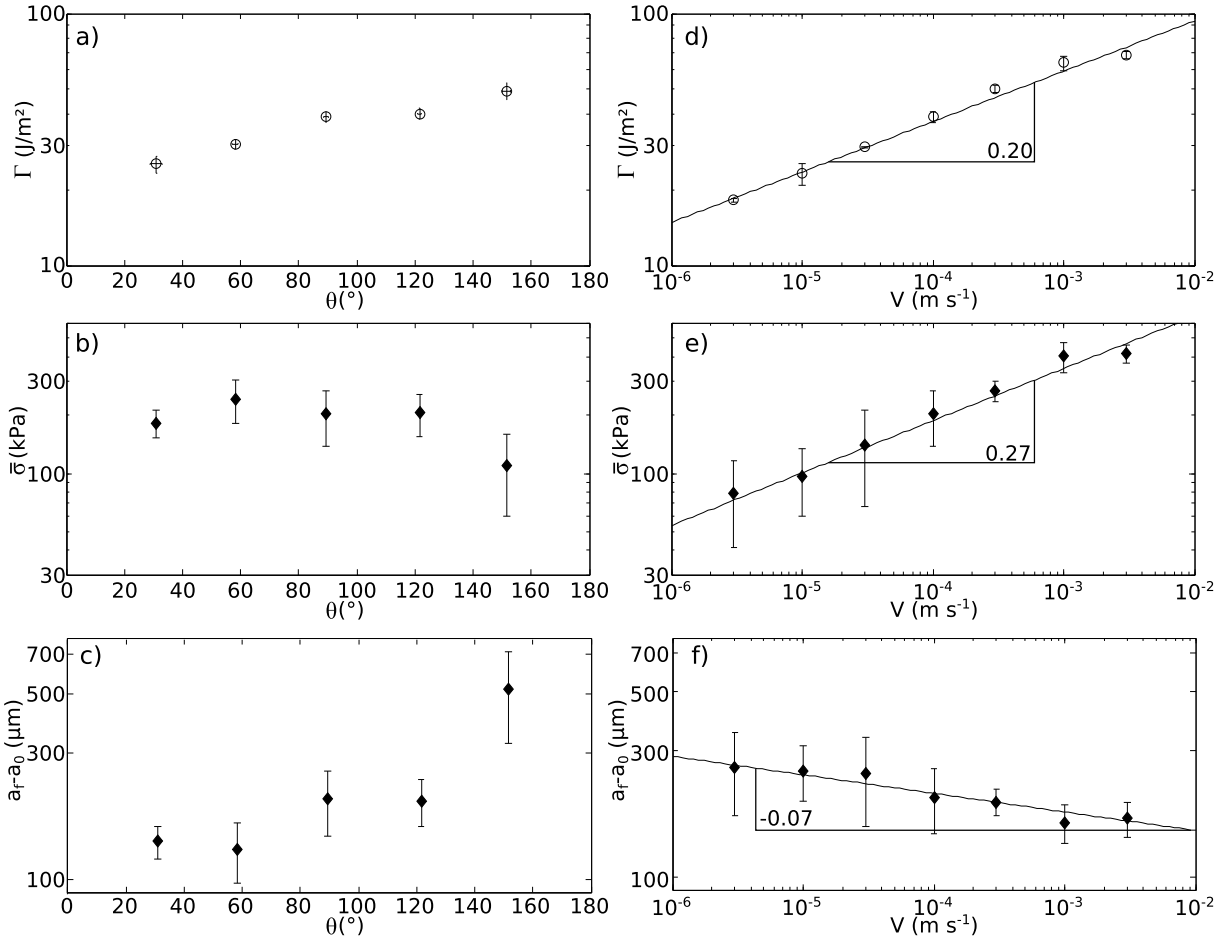 a)
Γ (J/m²)
100
30
10
0 20 40 60 80 100 120 140 160 180
θ(°)
d)
Γ (J/m²)
100
30
10
0.20
10⁻⁶ 10⁻⁵ 10⁻⁴ 10⁻³ 10⁻²
V (m s⁻¹)
b)
σ̅ (kPa)
300
100
30
0 20 40 60 80 100 120 140 160 180
θ(°)
e)
σ̅ (kPa)
300
100
30
0.27
10⁻⁶ 10⁻⁵ 10⁻⁴ 10⁻³ 10⁻²
V (m s⁻¹)
c)
a_f-a₀ (µm)
700
500
300
100
0 20 40 60 80 100 120 140 160 180
θ(°)
f)
a_f-a₀ (µm)
700
300
100
-0.07
10⁻⁶ 10⁻⁵ 10⁻⁴ 10⁻³ 10⁻²
V (m s⁻¹)